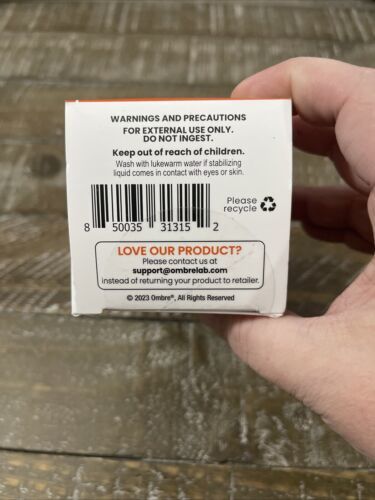 WARNINGS AND PRECAUTIONS
FOR EXTERNAL USE ONLY.
DO NOT INGEST.
Keep out of reach of children.
Wash with lukewarm water if stabilizing
liquid comes in contact with eyes or skin.
Please
recycle
8 50035 31315 2
LOVE OUR PRODUCT?
Please contact us at
support@ombrelab.com
instead of returning your product to retailer.
© 2023 Ombre®, All Rights Reserved